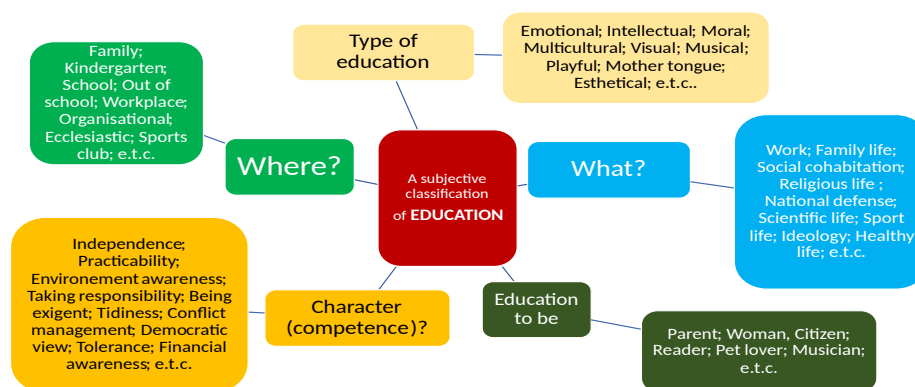 Family;
Kindergarten;
School; Out of
school; Workplace;
Organisational;
Ecclesiastic; Sports
club; e.t.c.
Type of
education
Emotional; Intellectual; Moral;
Multicultural; Visual; Musical;
Playful; Mother tongue;
Esthetical; e.t.c..
Where?
A subjective
classification
of EDUCATION
What?
Work; Family life;
Social cohabitation;
Religious life ;
National defense;
Scientific life; Sport
life; Ideology; Healthy
life; e.t.c.
Independence;
Practicability;
Environement awareness;
Taking responsibility; Being
exigent; Tidiness; Conflict
management; Democratic
view; Tolerance; Financial
awareness; e.t.c.
Character
(competence)?
Education
to be
Parent; Woman, Citizen;
Reader; Pet lover; Musician;
e.t.c.